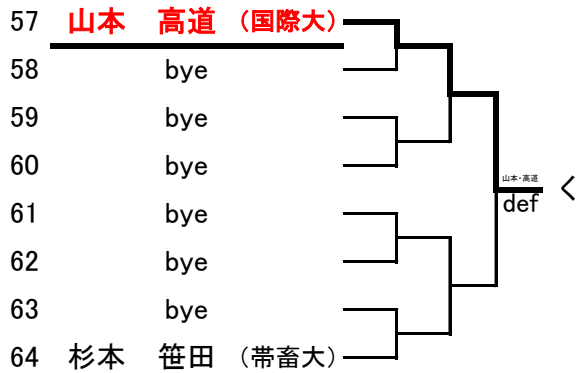 57 山本 高道 (国際大)
58 bye
59 bye
60 bye
山本・高道
く
def
61 bye
62 bye
63 bye
64 杉本 笹田 (帯畜大)